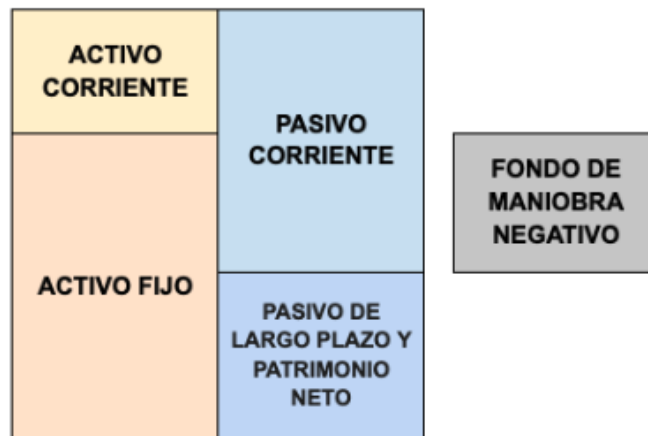 ACTIVO
CORRIENTE
PASIVO
CORRIENTE
FONDO DE
MANIOBRA
NEGATIVO
ACTIVO FIJO
PASIVO DE
LARGO PLAZO Y
PATRIMONIO
NETO